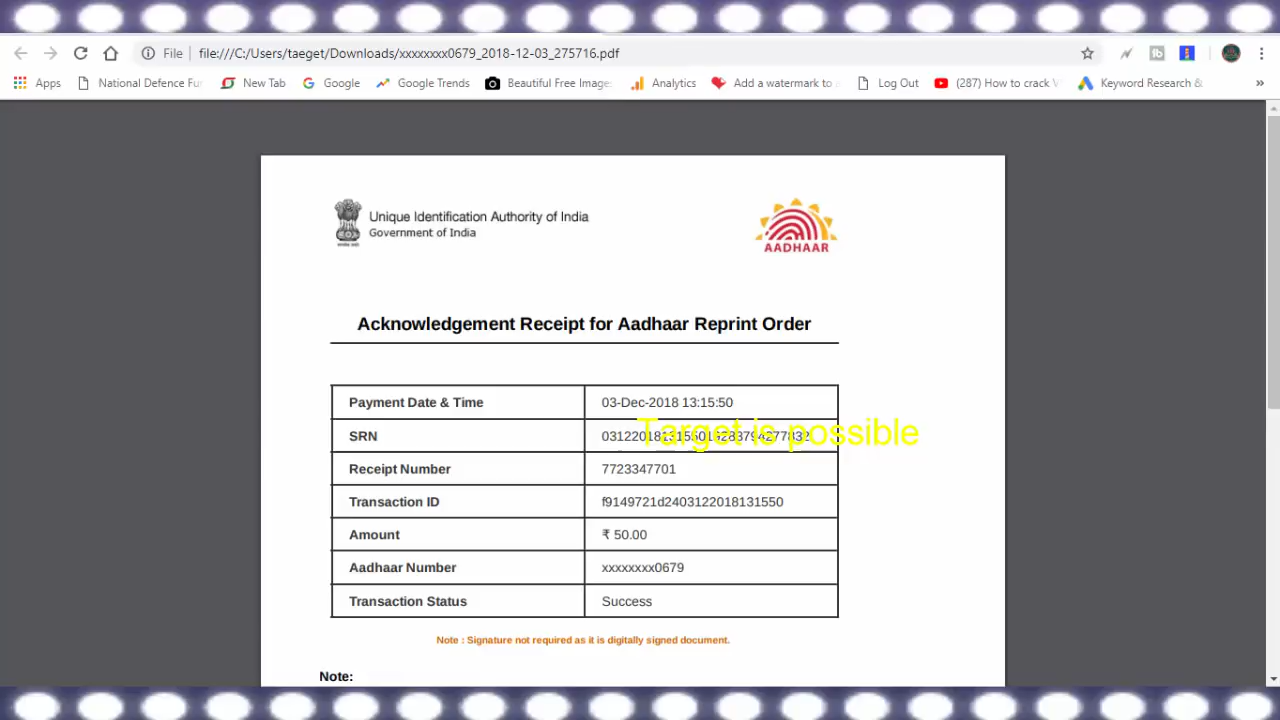 File file:///C:/Users/taeget/Downloads/xxxxxxxx0679_2018-12-03_275716.pdf
Apps National Defence Fur New Tab Google Google Trends Beautiful Free Image Analytics Add a watermark to a Log Out (287) How to crack V Keyword Research & »
Unique Identification Authority of India
Government of India
AADHAAR
Acknowledgement Receipt for Aadhaar Reprint Order
Payment Date & Time 03-Dec-2018 13:15:50
SRN
Target is possible
Receipt Number 7723347701
Transaction ID f9149721d2403122018131550
Amount ₹ 50.00
Aadhaar Number xxxxxxxx0679
Transaction Status Success
Note : Signature not required as it is digitally signed document.
Note: